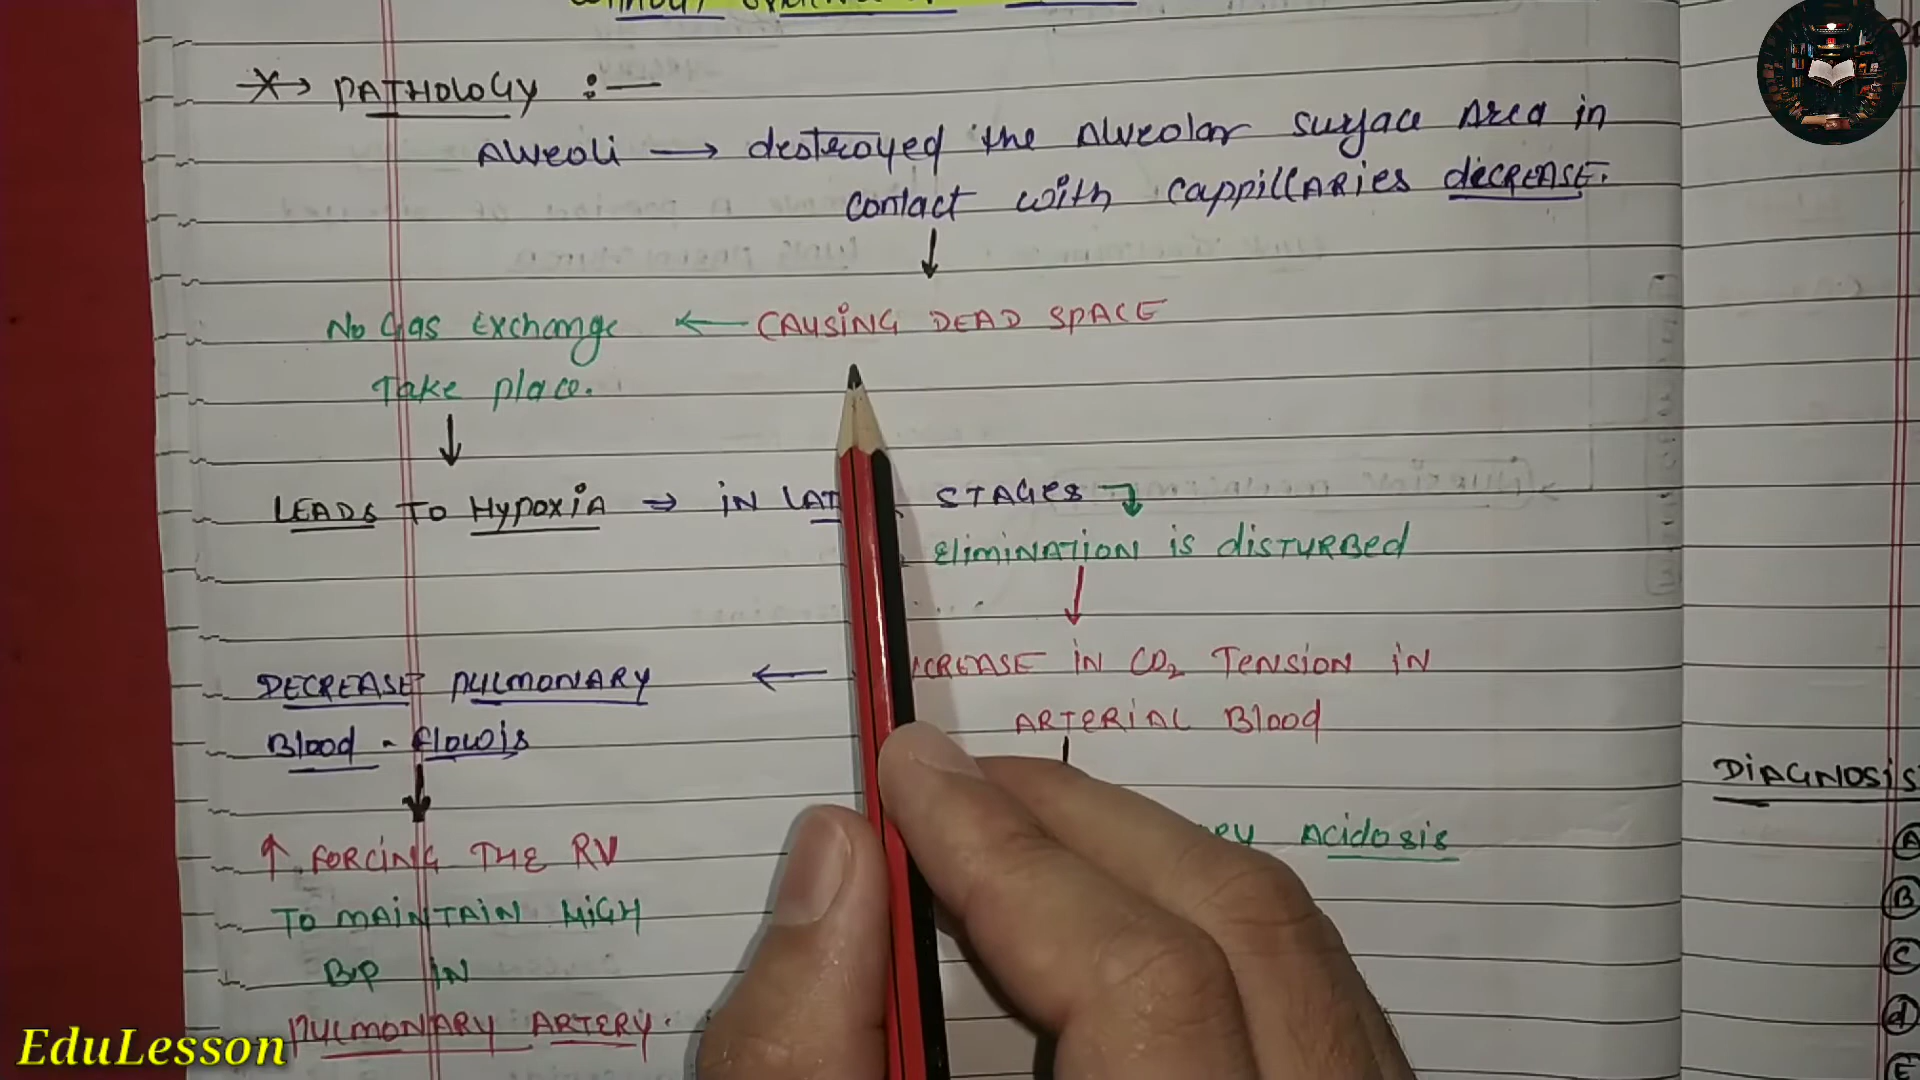 PATHOLOGY :-
Alveoli → destroyed the Alveolar surface Area in
contact with cappillaries decrease.
No Gas Exchange ← CAUSING DEAD SPACE
Take place.
LEADS TO Hypoxia → in STAGES
Elimination is disturbed
DECREASE PULMONARY ← IN CO2 Tension in
Blood - flow is
ARTERIAL Blood
↑ FORCING THE RV
Acidosis
TO MAINTAIN HIGH
BP IN
PULMONARY ARTERY.
DIAGNOSIS
A
B
C
d
E
EduLesson